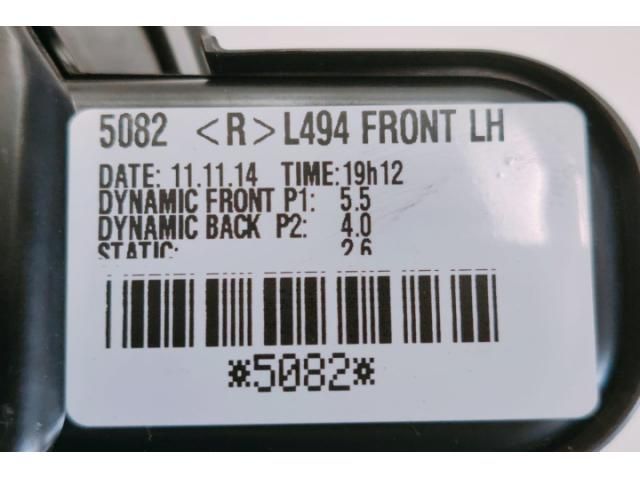 5082 <R> L494 FRONT LH
DATE: 11.11.14 TIME:19h12
DYNAMIC FRONT P1: 5.5
DYNAMIC BACK P2: 4.0
STATIC: 2.6
*5082*